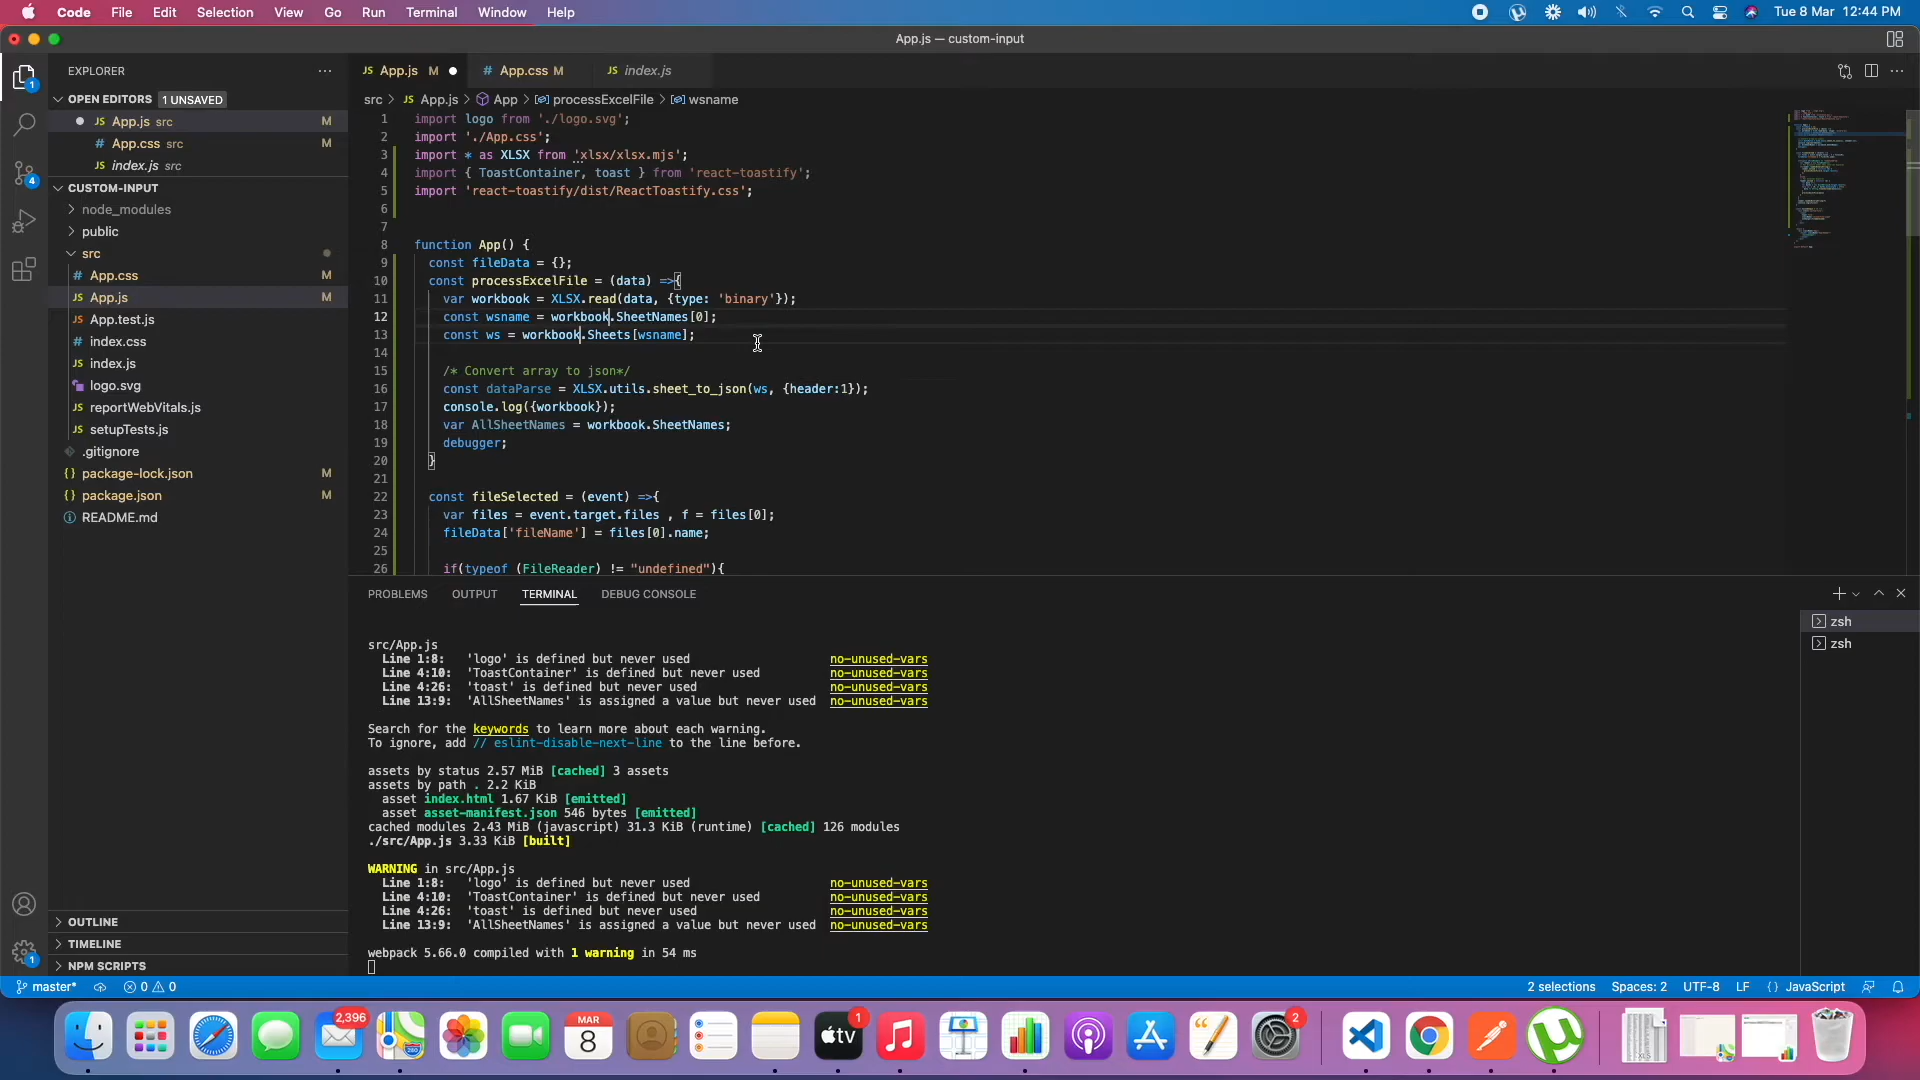 Code File Edit Selection View Go Run Terminal Window Help Tue 8 Mar 12:44 PM
App.js — custom-input
EXPLORER
App.js M
App.css M
index.js
OPEN EDITORS 1 UNSAVED
App.js src M
App.css src M
index.js src
CUSTOM-INPUT
node_modules
public
src
App.css M
App.js M
App.test.js
index.css
index.js
logo.svg
reportWebVitals.js
setupTests.js
.gitignore
package-lock.json M
package.json M
README.md
OUTLINE
TIMELINE
NPM SCRIPTS
src > App.js > App > processExcelFile > wsname
1 import logo from './logo.svg';
2 import './App.css';
3 import * as XLSX from 'xlsx/xlsx.mjs';
4 import { ToastContainer, toast } from 'react-toastify';
5 import 'react-toastify/dist/ReactToastify.css';
6
7
8 function App() {
9 const fileData = {};
10 const processExcelFile = (data) =>{
11 var workbook = XLSX.read(data, {type: 'binary'});
12 const wsname = workbook.SheetNames[0];
13 const ws = workbook.Sheets[wsname];
14
15 /* Convert array to json*/
16 const dataParse = XLSX.utils.sheet_to_json(ws, {header:1});
17 console.log({workbook});
18 var AllSheetNames = workbook.SheetNames;
19 debugger;
20 }
21
22 const fileSelected = (event) =>{
23 var files = event.target.files , f = files[0];
24 fileData['fileName'] = files[0].name;
25
26 if(typeof (FileReader) != "undefined"){
PROBLEMS OUTPUT TERMINAL DEBUG CONSOLE
zsh
zsh
src/App.js
Line 1:8: 'logo' is defined but never used no-unused-vars
Line 4:10: 'ToastContainer' is defined but never used no-unused-vars
Line 4:26: 'toast' is defined but never used no-unused-vars
Line 13:9: 'AllSheetNames' is assigned a value but never used no-unused-vars
Search for the keywords to learn more about each warning.
To ignore, add // eslint-disable-next-line to the line before.
assets by status 2.57 MiB [cached] 3 assets
assets by path . 2.2 KiB
asset index.html 1.67 KiB [emitted]
asset asset-manifest.json 546 bytes [emitted]
cached modules 2.43 MiB (javascript) 31.3 KiB (runtime) [cached] 126 modules
./src/App.js 3.33 KiB [built]
WARNING in src/App.js
Line 1:8: 'logo' is defined but never used no-unused-vars
Line 4:10: 'ToastContainer' is defined but never used no-unused-vars
Line 4:26: 'toast' is defined but never used no-unused-vars
Line 13:9: 'AllSheetNames' is assigned a value but never used no-unused-vars
webpack 5.66.0 compiled with 1 warning in 54 ms
master* 0 0 2 selections Spaces: 2 UTF-8 LF {} JavaScript
2,396
MAR
8
tv
1
2